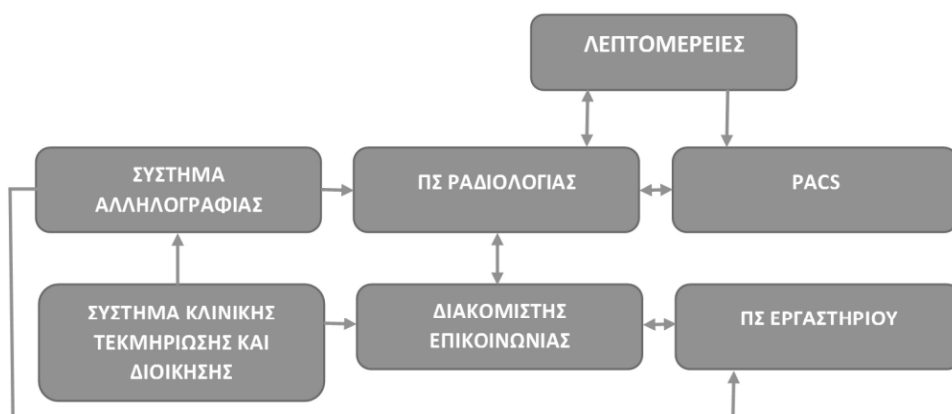 ΛΕΠΤΟΜΕΡΕΙΕΣ
ΣΥΣΤΗΜΑ
ΑΛΛΗΛΟΓΡΑΦΙΑΣ
ΠΣ ΡΑΔΙΟΛΟΓΙΑΣ
PACS
ΣΥΣΤΗΜΑ ΚΛΙΝΙΚΗΣ
ΤΕΚΜΗΡΙΩΣΗΣ ΚΑΙ
ΔΙΟΙΚΗΣΗΣ
ΔΙΑΚΟΜΙΣΤΗΣ
ΕΠΙΚΟΙΝΩΝΙΑΣ
ΠΣ ΕΡΓΑΣΤΗΡΙΟΥ